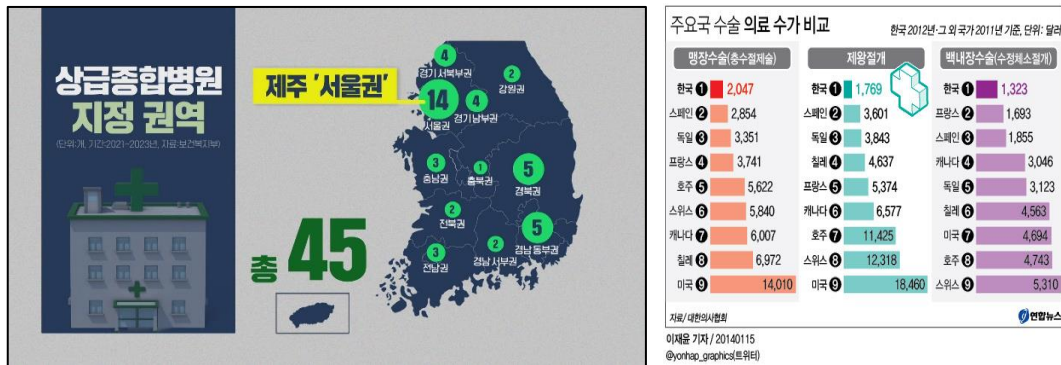 상급종합병원
지정 권역
(단위:개, 기간:2021~2023년, 자료:보건복지부)
제주 '서울권'
4
경기 서북부권
2
강원권
14
서울권
4
경기 남부권
3
충남권
1
충북권
5
경북권
2
전북권
5
경남 동부권
3
전남권
2
경남 서부권
총 45
주요국 수술 의료 수가 비교
한국 2012년·그 외 국가 2011년 기준, 단위: 달러
맹장수술(충수절제술)
한국 1 2,047
스페인 2 2,854
독일 3 3,351
프랑스 4 3,741
호주 5 5,622
스위스 6 5,840
캐나다 7 6,007
칠레 8 6,972
미국 9 14,010
제왕절개
한국 1 1,769
스페인 2 3,601
독일 3 3,843
칠레 4 4,637
프랑스 5 5,374
캐나다 6 6,577
호주 7 11,425
스위스 8 12,318
미국 9 18,460
백내장수술(수정체소절개)
한국 1 1,323
프랑스 2 1,693
스페인 3 1,855
캐나다 4 3,046
독일 5 3,123
칠레 6 4,563
미국 7 4,694
호주 8 4,743
스위스 9 5,310
자료/ 대한의사협회
연합뉴스
이재윤 기자 / 20140115
@yonhap_graphics(트위터)